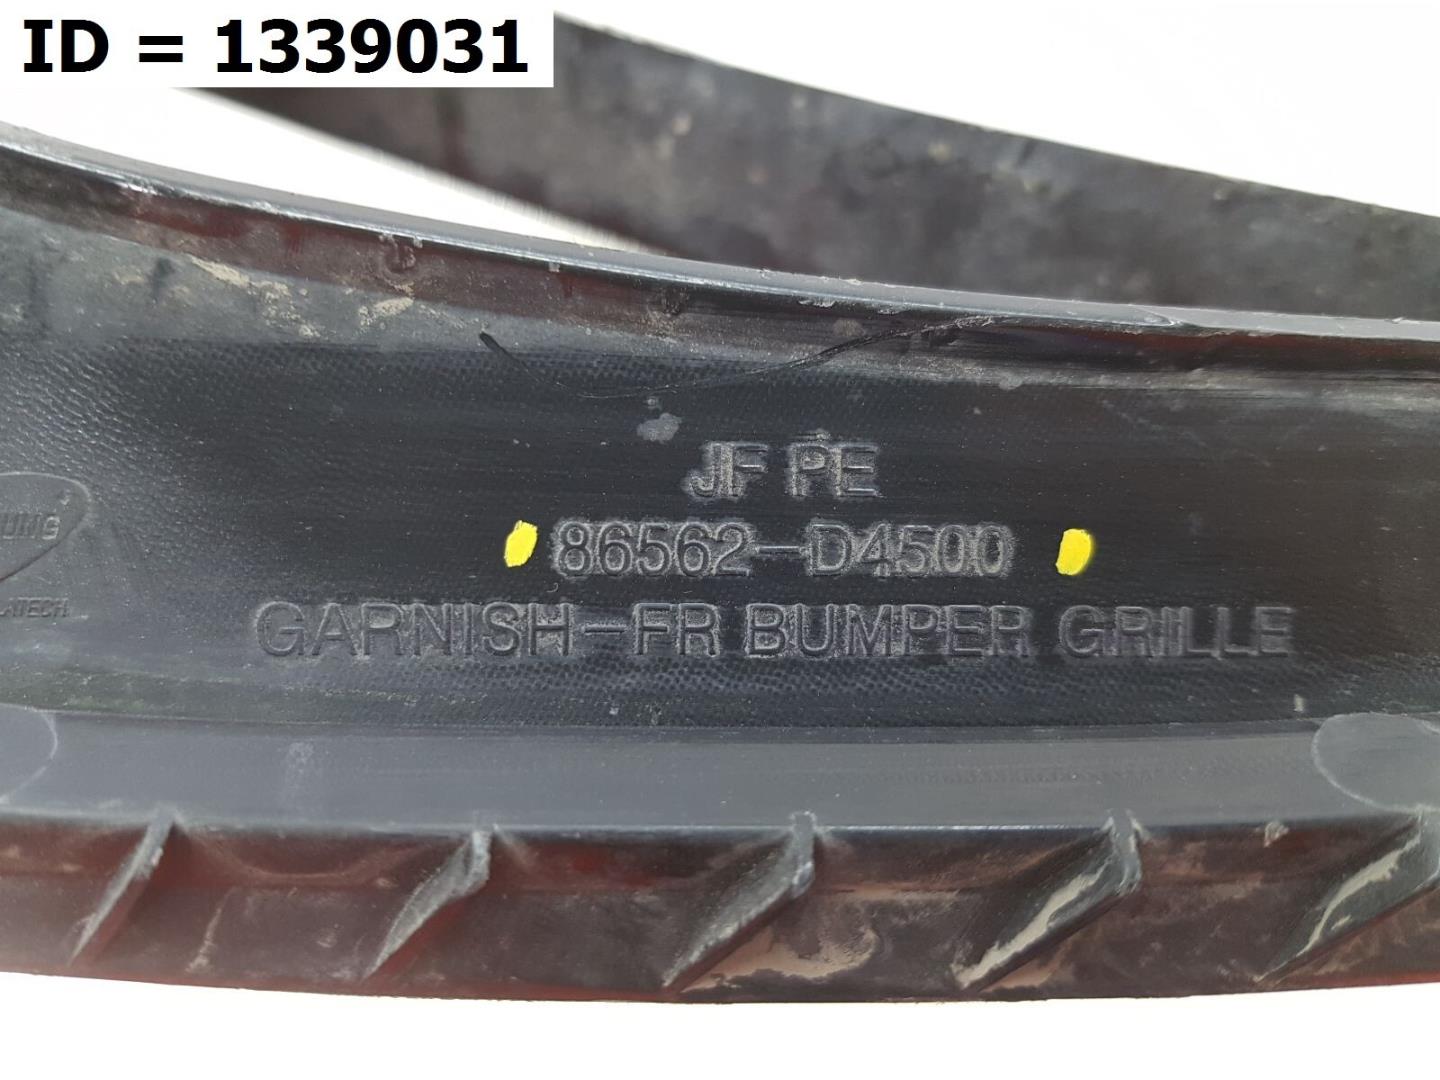 ID = 1339031
JF PE
86562-D4500
GARNISH-FR BUMPER GRILLE